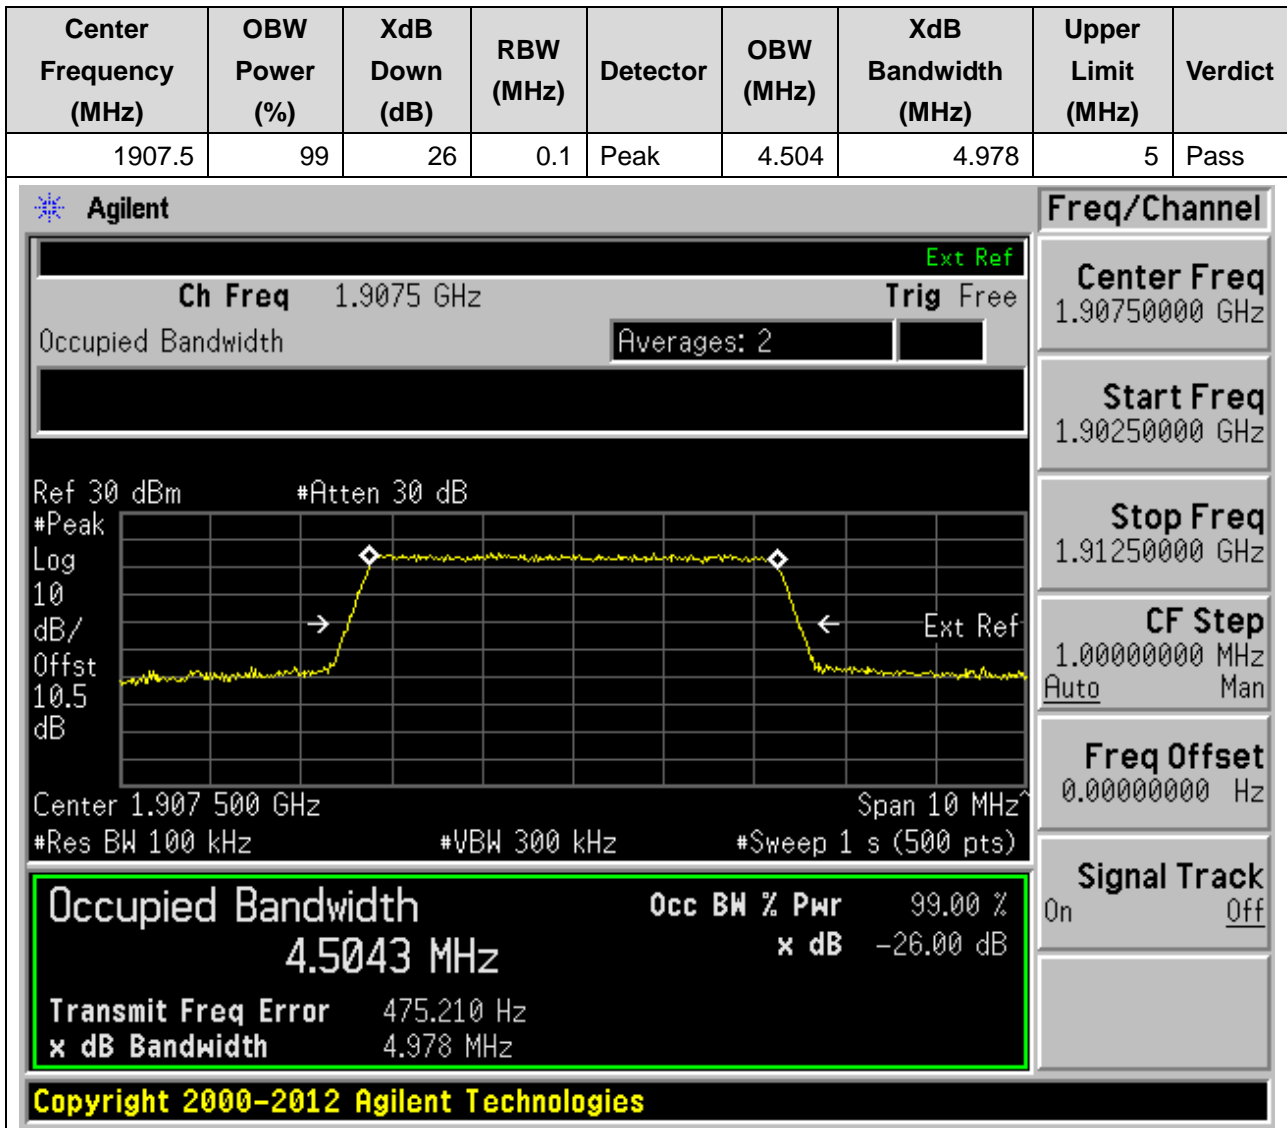 Center Frequency (MHz) OBW Power (%) XdB Down (dB) RBW (MHz) Detector OBW (MHz) XdB Bandwidth (MHz) Upper Limit (MHz) Verdict
1907.5 99 26 0.1 Peak 4.504 4.978 5 Pass
Agilent
Freq/Channel
Ext Ref
Ch Freq 1.9075 GHz Trig Free
Occupied Bandwidth Averages: 2
Center Freq
1.90750000 GHz
Start Freq
1.90250000 GHz
Stop Freq
1.91250000 GHz
CF Step
1.00000000 MHz
Auto Man
Freq Offset
0.00000000 Hz
Signal Track
On Off
Ref 30 dBm #Atten 30 dB
#Peak
Log
10
dB/
Offst
10.5
dB
Ext Ref
Center 1.907 500 GHz Span 10 MHz^
#Res BW 100 kHz #VBW 300 kHz #Sweep 1 s (500 pts)
Occupied Bandwidth Occ BW % Pwr 99.00 %
4.5043 MHz x dB -26.00 dB
Transmit Freq Error 475.210 Hz
x dB Bandwidth 4.978 MHz
Copyright 2000-2012 Agilent Technologies